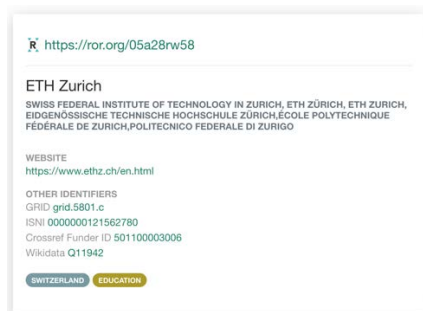 R https://ror.org/05a28rw58
ETH Zurich
SWISS FEDERAL INSTITUTE OF TECHNOLOGY IN ZURICH, ETH ZÜRICH, ETH ZURICH,
EIDGENÖSSISCHE TECHNISCHE HOCHSCHULE ZÜRICH,ÉCOLE POLYTECHNIQUE
FÉDÉRALE DE ZURICH,POLITECNICO FEDERALE DI ZURIGO
WEBSITE
https://www.ethz.ch/en.html
OTHER IDENTIFIERS
GRID grid.5801.c
ISNI 0000000121562780
Crossref Funder ID 501100003006
Wikidata Q11942
SWITZERLAND EDUCATION